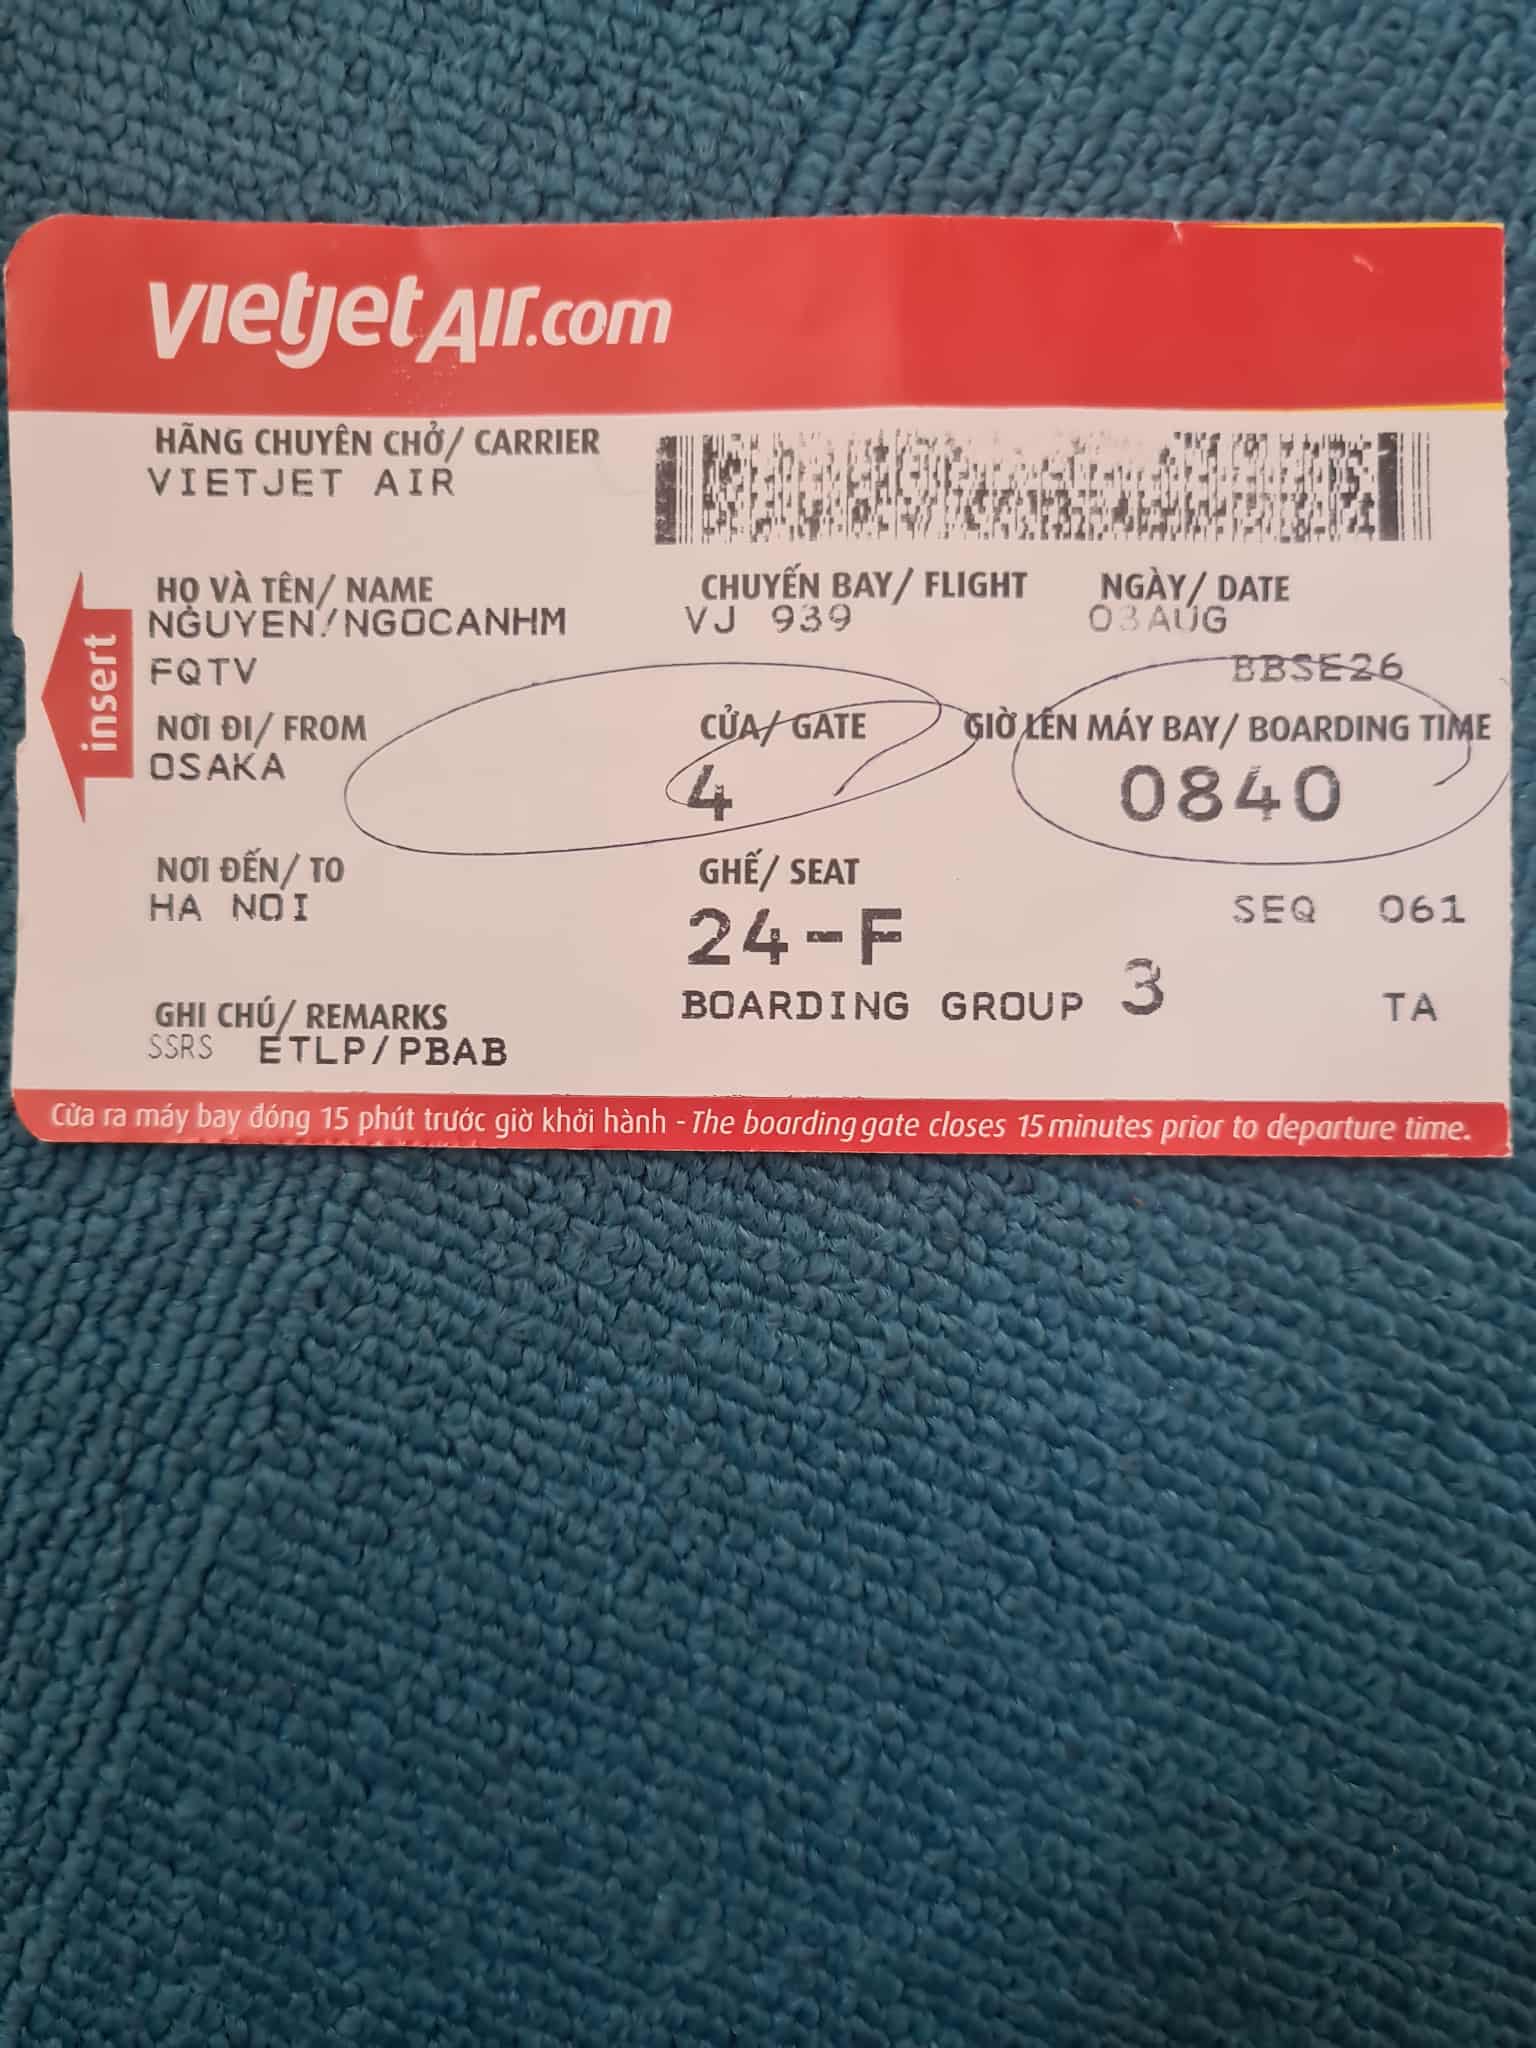 vietjetAir.com
HÃNG CHUYÊN CHỞ/ CARRIER
VIETJET AIR
HỌ VÀ TÊN/ NAME
NGUYEN/NGOCANHM
CHUYẾN BAY/ FLIGHT
VJ 939
NGÀY/ DATE
03AUG
FQTV
BBSE26
insert
NƠI ĐI/ FROM
OSAKA
CỬA/ GATE
4
GIỜ LÊN MÁY BAY/ BOARDING TIME
0840
NƠI ĐẾN/ TO
HA NOI
GHẾ/ SEAT
24-F
SEQ 061
GHI CHÚ/ REMARKS
SSRS ETLP/PBAB
BOARDING GROUP 3
TA
Cửa ra máy bay đóng 15 phút trước giờ khởi hành - The boarding gate closes 15 minutes prior to departure time.